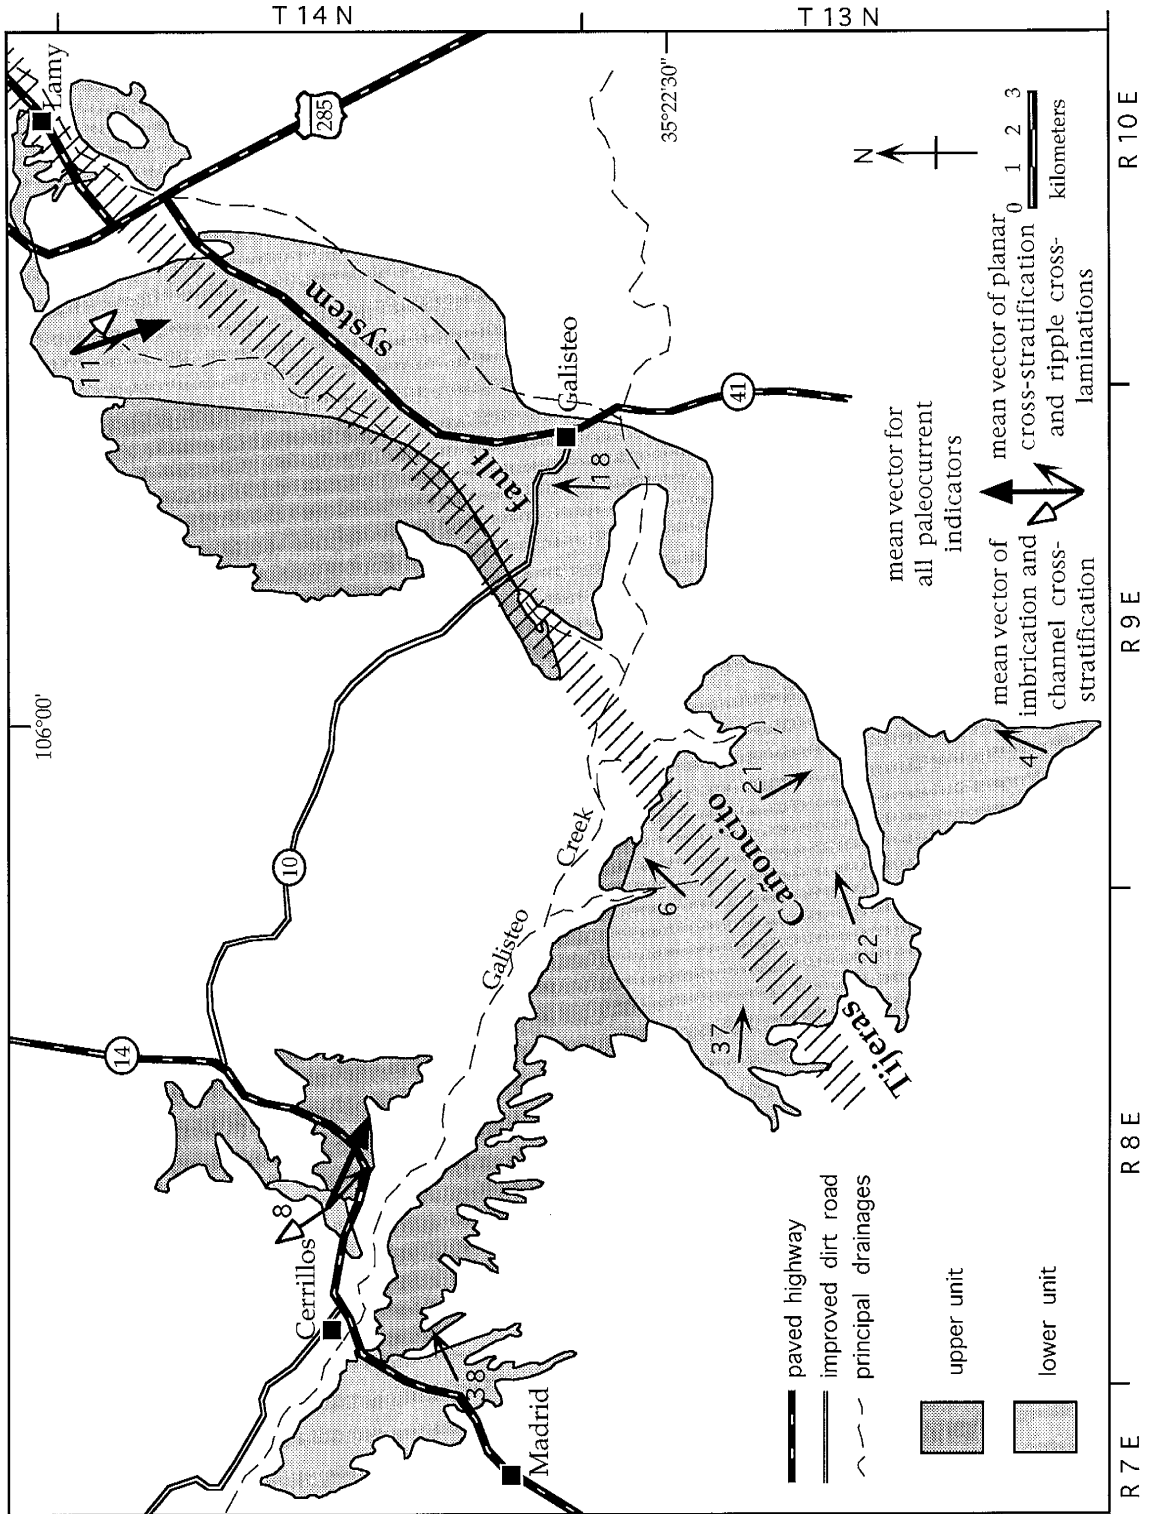 T 14 N
T 13 N
Lamy
285
35°22'30"
N
0 1 2 3
kilometers
R 10 E
11
system
fault
Galisteo
41
18
mean vector for
all paleocurrent
indicators
mean vector of planar
cross-stratification
and ripple cross-
laminations
mean vector of
imbrication and
channel cross-
stratification
R 9 E
106°00'
10
Galisteo
Creek
21
4
6
Cañoncito
22
37
Tijeras
14
8
Cerrillos
R 8 E
38
Madrid
paved highway
improved dirt road
principal drainages
upper unit
lower unit
R 7 E